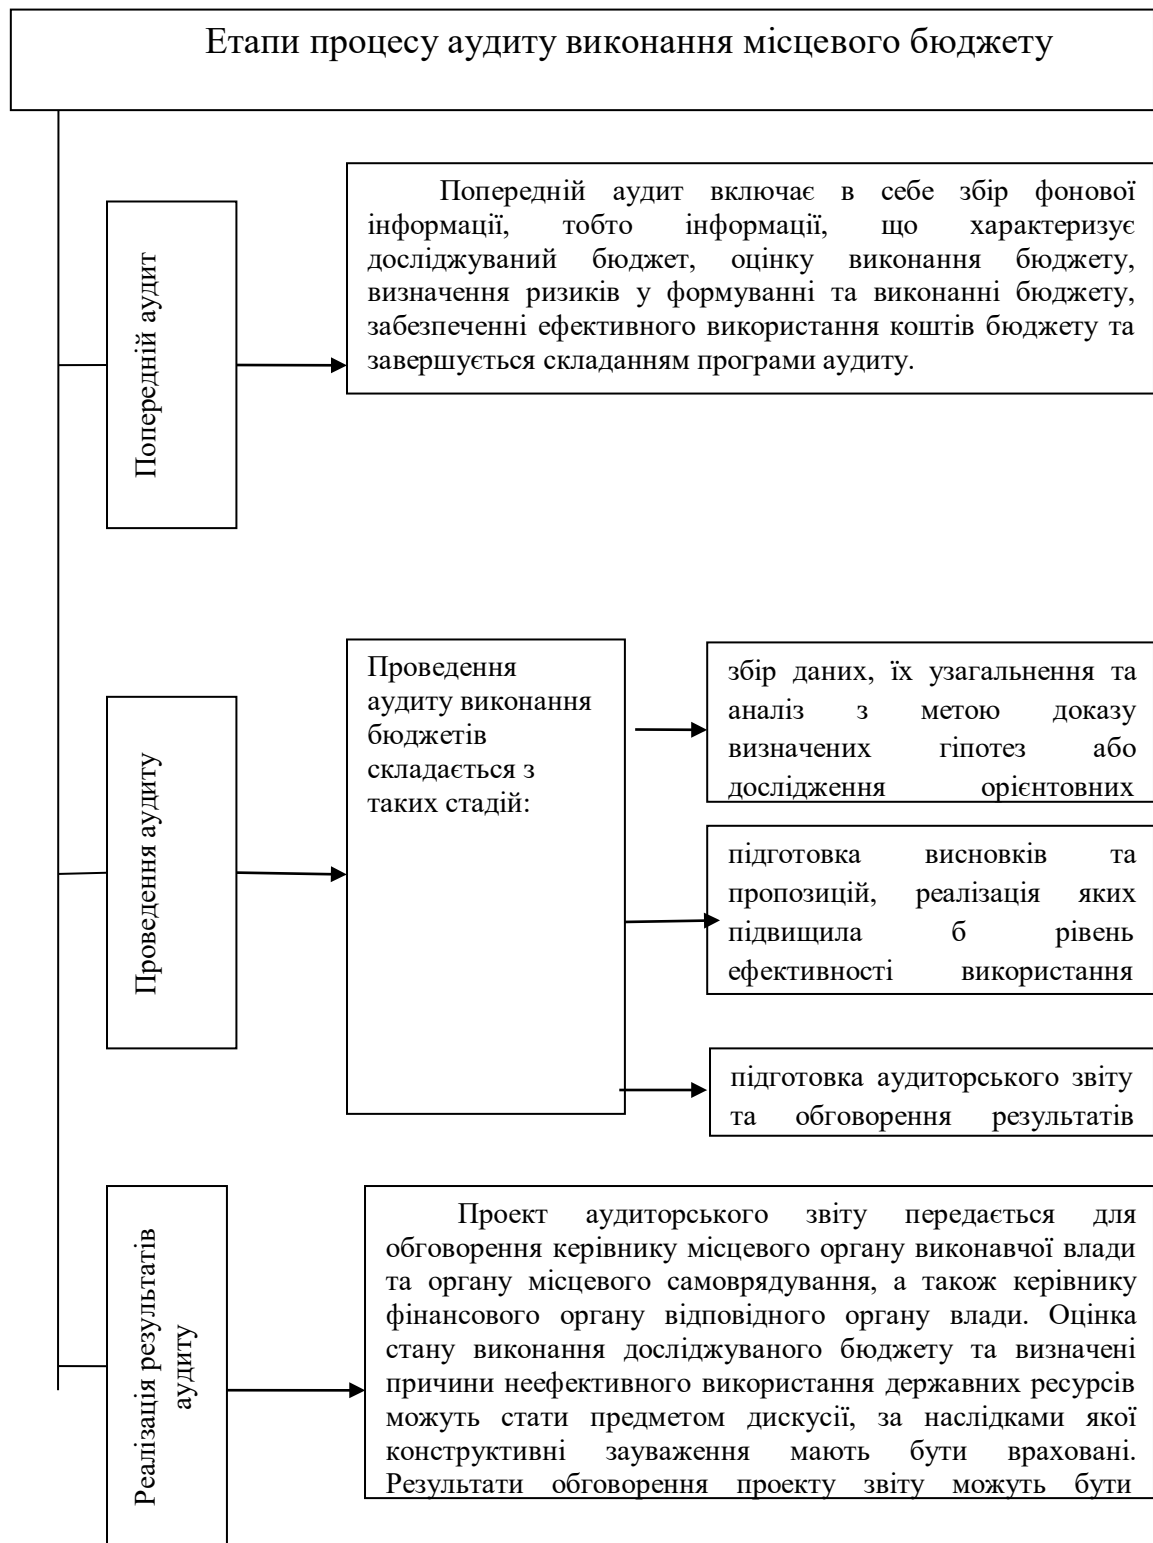 Етапи процесу аудиту виконання місцевого бюджету
Попередній аудит
Попередній аудит включає в себе збір фонової
інформації, тобто інформації, що характеризує
досліджуваний бюджет, оцінку виконання бюджету,
визначення ризиків у формуванні та виконанні бюджету,
забезпеченні ефективного використання коштів бюджету та
завершується складанням програми аудиту.
Проведення аудиту
Проведення
аудиту виконання
бюджетів
складається з
таких стадій:
збір даних, їх узагальнення та
аналіз з метою доказу
визначених гіпотез або
дослідження орієнтовних
підготовка висновків та
пропозицій, реалізація яких
підвищила б рівень
ефективності використання
підготовка аудиторського звіту
та обговорення результатів
Реалізація результатів
аудиту
Проект аудиторського звіту передається для
обговорення керівнику місцевого органу виконавчої влади
та органу місцевого самоврядування, а також керівнику
фінансового органу відповідного органу влади. Оцінка
стану виконання досліджуваного бюджету та визначені
причини неефективного використання державних ресурсів
можуть стати предметом дискусії, за наслідками якої
конструктивні зауваження мають бути враховані.
Результати обговорення проекту звіту можуть бути